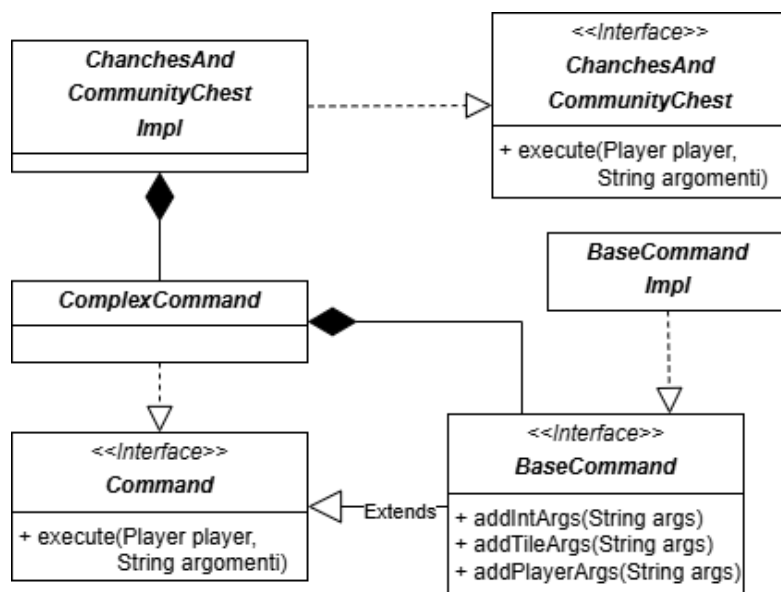 ChanchesAnd
CommunityChest
Impl
<<Interface>>
ChanchesAnd
CommunityChest
+ execute(Player player,
String argomenti)
BaseCommand
Impl
ComplexCommand
<<Interface>>
Command
+ execute(Player player,
String argomenti)
Extends
<<Interface>>
BaseCommand
+ addIntArgs(String args)
+ addTileArgs(String args)
+ addPlayerArgs(String args)